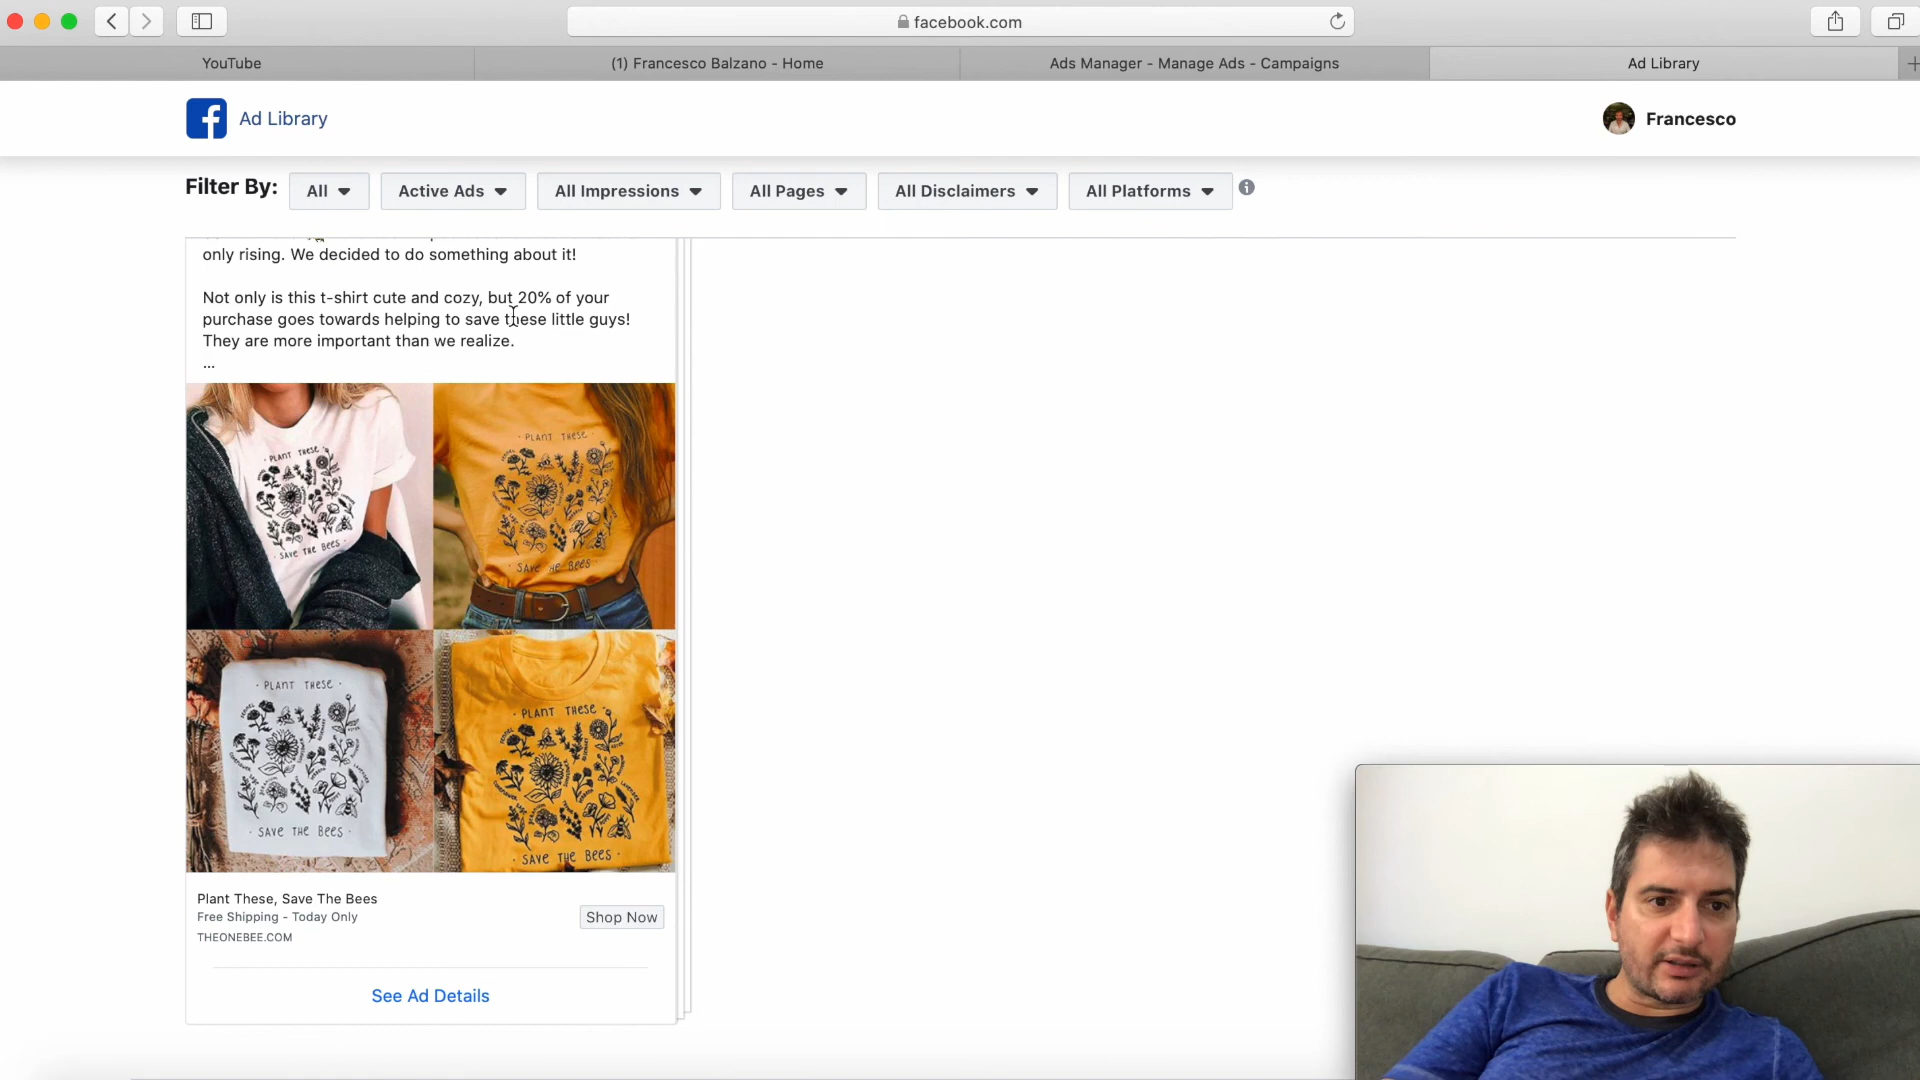 facebook.com
YouTube
(1) Francesco Balzano - Home
Ads Manager - Manage Ads - Campaigns
Ad Library
Ad Library
Francesco
Filter By:
All
Active Ads
All Impressions
All Pages
All Disclaimers
All Platforms
only rising. We decided to do something about it!
Not only is this t-shirt cute and cozy, but 20% of your
purchase goes towards helping to save these little guys!
They are more important than we realize.
...
· PLANT THESE ·
· SAVE THE BEES ·
· PLANT THESE ·
· SAVE THE BEES ·
· PLANT THESE ·
· SAVE THE BEES ·
· PLANT THESE ·
· SAVE THE BEES ·
Plant These, Save The Bees
Free Shipping - Today Only
THEONEBEE.COM
Shop Now
See Ad Details